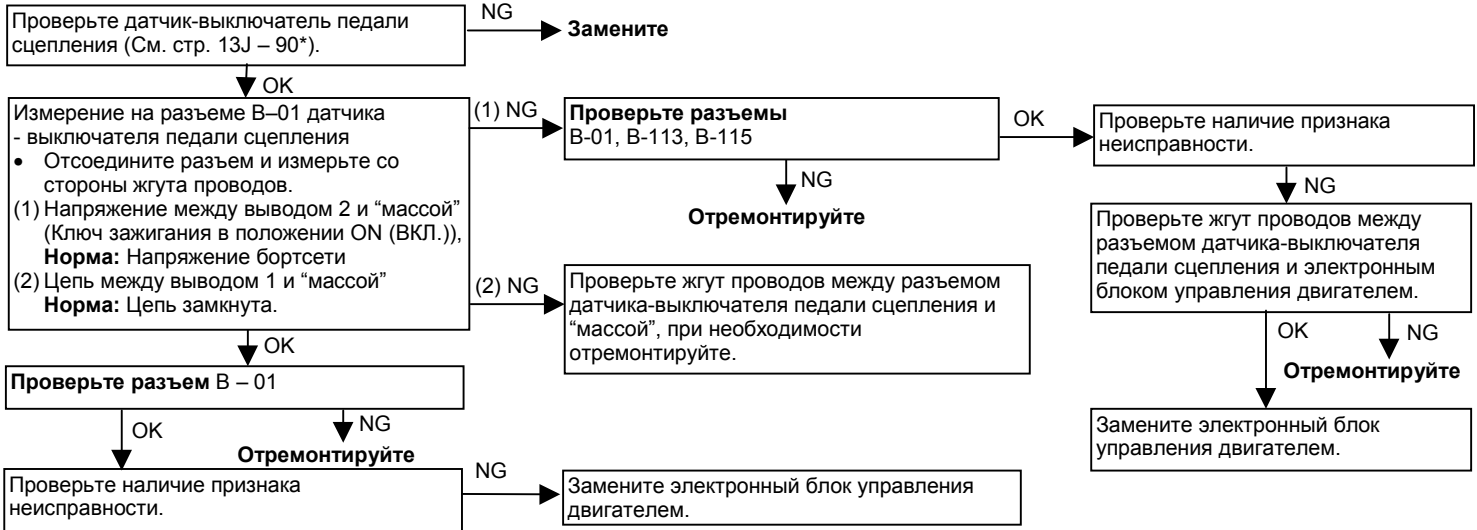 Проверьте датчик-выключатель педали
сцепления (См. стр. 13J – 90*).
NG
Замените
OK
Измерение на разъеме B–01 датчика
- выключателя педали сцепления
• Отсоедините разъем и измерьте со
стороны жгута проводов.
(1) Напряжение между выводом 2 и “массой”
(Ключ зажигания в положении ON (ВКЛ.)),
Норма: Напряжение бортсети
(2) Цепь между выводом 1 и “массой”
Норма: Цепь замкнута.
(1) NG
Проверьте разъемы
B-01, B-113, B-115
OK
Проверьте наличие признака
неисправности.
NG
Отремонтируйте
NG
Проверьте жгут проводов между
разъемом датчика-выключателя
педали сцепления и электронным
блоком управления двигателем.
(2) NG
Проверьте жгут проводов между разъемом
датчика-выключателя педали сцепления и
“массой”, при необходимости
отремонтируйте.
OK
NG
Отремонтируйте
Замените электронный блок
управления двигателем.
OK
Проверьте разъем B – 01
OK
NG
Отремонтируйте
Проверьте наличие признака
неисправности.
NG
Замените электронный блок управления
двигателем.